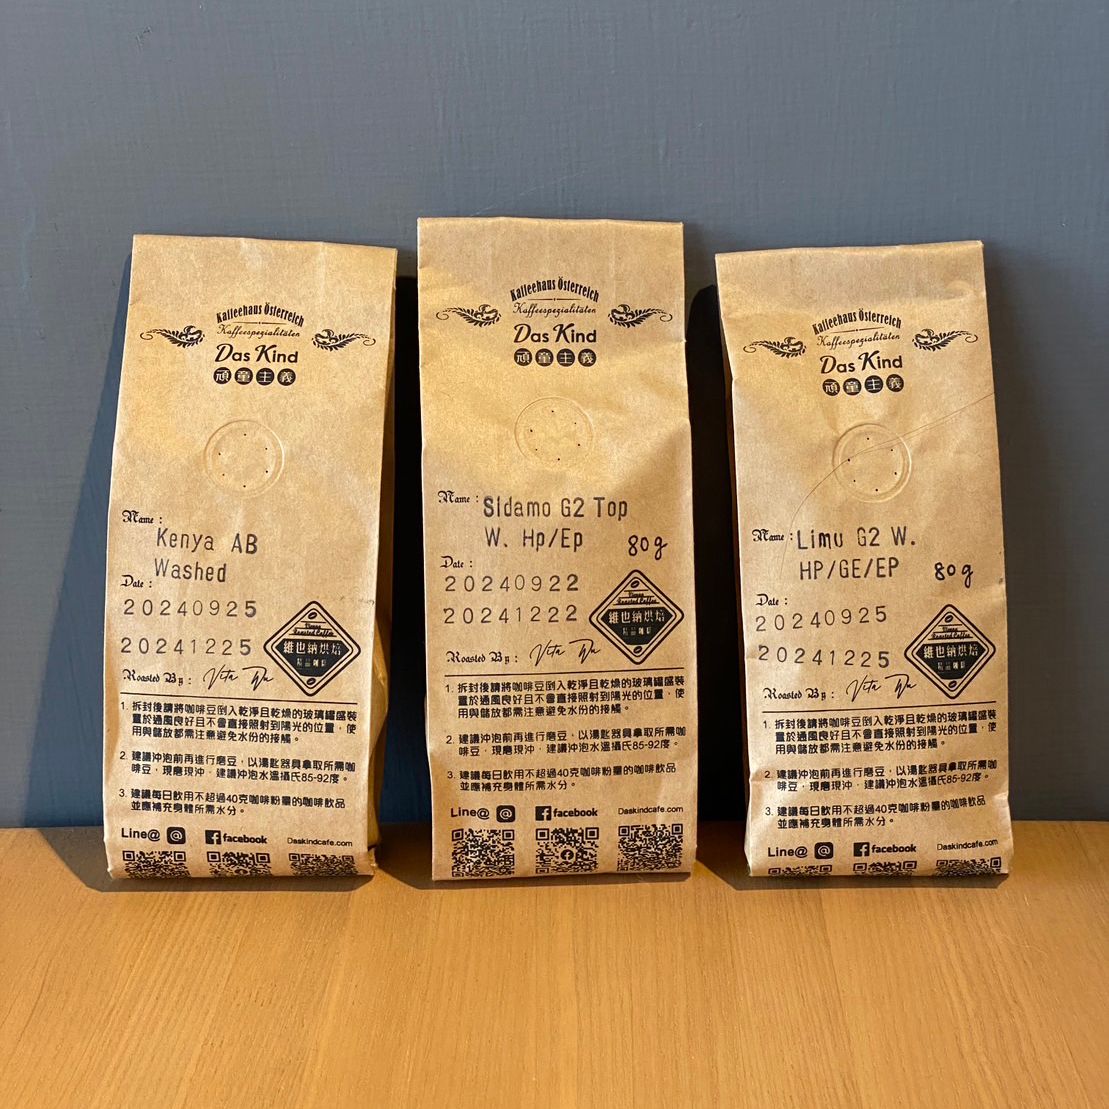 Kaffeehaus Österreich
Kaffeespezialitäten
Das Kind
頑童主義
Name :
Kenya AB
Washed
Date :
20240925
20241225
維也納烘焙
精品咖啡
Roasted By : Vita Wu
1. 拆封後請將咖啡豆倒入乾淨且乾燥的玻璃罐盛裝
置於通風良好且不會直接照射到陽光的位置，使
用與儲放都需注意避免水份的接觸。
2. 建議沖泡前再進行磨豆，以湯匙器具拿取所需咖
啡豆，現磨現沖，建議沖泡水溫攝氏85-92度。
3. 建議每日飲用不超過40克咖啡粉量的咖啡飲品
並應補充身體所需水分。
Line@ @ facebook Daskindcafe.com
Kaffeehaus Österreich
Kaffeespezialitäten
Das Kind
頑童主義
Name : Sidamo G2 Top
W. Hp/Ep 80g
Date :
20240922
20241222
維也納烘焙
精品咖啡
Roasted By : Vita Wu
1. 拆封後請將咖啡豆倒入乾淨且乾燥的玻璃罐盛裝
置於通風良好且不會直接照射到陽光的位置，使
用與儲放都需注意避免水份的接觸。
2. 建議沖泡前再進行磨豆，以湯匙器具拿取所需咖
啡豆，現磨現沖，建議沖泡水溫攝氏85-92度。
3. 建議每日飲用不超過40克咖啡粉量的咖啡飲品
並應補充身體所需水分。
Line@ @ facebook Daskindcafe.com
Kaffeehaus Österreich
Kaffeespezialitäten
Das Kind
頑童主義
Name : Limu G2 W.
HP/GE/EP 80g
Date :
20240925
20241225
維也納烘焙
精品咖啡
Roasted By : Vita Wu
1. 拆封後請將咖啡豆倒入乾淨且乾燥的玻璃罐盛裝
置於通風良好且不會直接照射到陽光的位置，使
用與儲放都需注意避免水份的接觸。
2. 建議沖泡前再進行磨豆，以湯匙器具拿取所需咖
啡豆，現磨現沖，建議沖泡水溫攝氏85-92度。
3. 建議每日飲用不超過40克咖啡粉量的咖啡飲品
並應補充身體所需水分。
Line@ @ facebook Daskindcafe.com